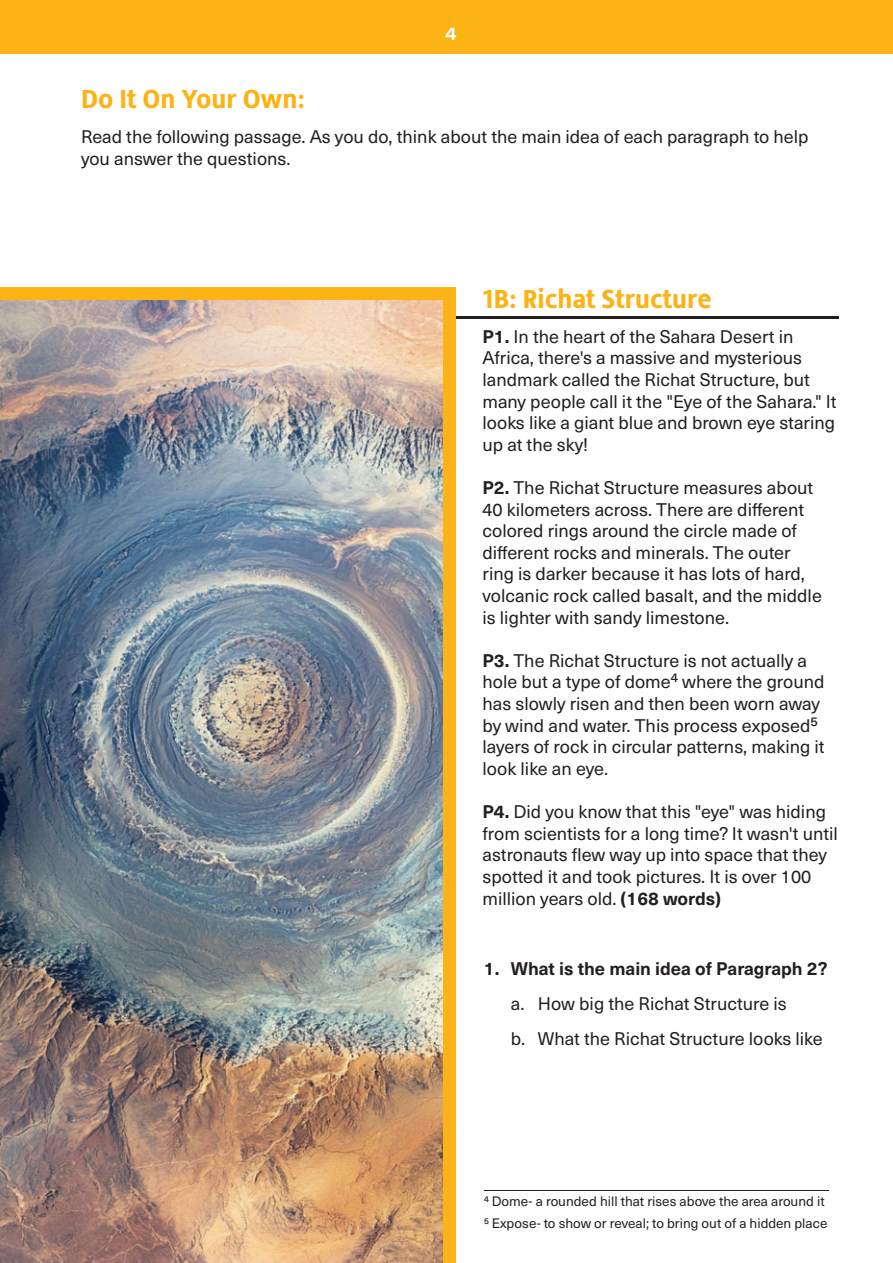 4
Do It On Your Own:
Read the following passage. As you do, think about the main idea of each paragraph to help
you answer the questions.
1B: Richat Structure
P1. In the heart of the Sahara Desert in
Africa, there's a massive and mysterious
landmark called the Richat Structure, but
many people call it the "Eye of the Sahara." It
looks like a giant blue and brown eye staring
up at the sky!
P2. The Richat Structure measures about
40 kilometers across. There are different
colored rings around the circle made of
different rocks and minerals. The outer
ring is darker because it has lots of hard,
volcanic rock called basalt, and the middle
is lighter with sandy limestone.
P3. The Richat Structure is not actually a
hole but a type of dome⁴ where the ground
has slowly risen and then been worn away
by wind and water. This process exposed⁵
layers of rock in circular patterns, making it
look like an eye.
P4. Did you know that this "eye" was hiding
from scientists for a long time? It wasn't until
astronauts flew way up into space that they
spotted it and took pictures. It is over 100
million years old. (168 words)
1. What is the main idea of Paragraph 2?
a. How big the Richat Structure is
b. What the Richat Structure looks like
⁴ Dome- a rounded hill that rises above the area around it
⁵ Expose- to show or reveal; to bring out of a hidden place